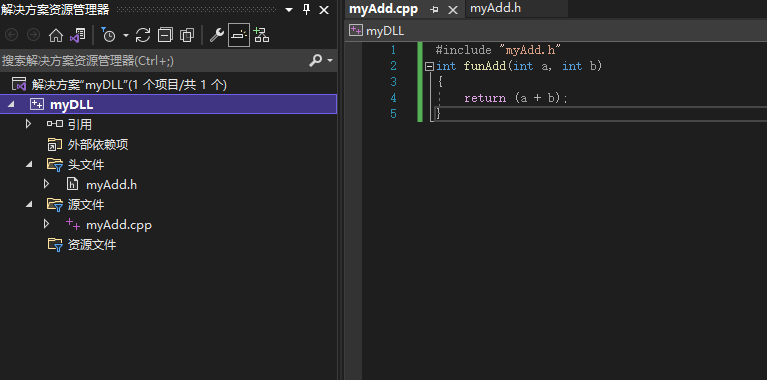 解决方案资源管理器
搜索解决方案资源管理器(Ctrl+;)
解决方案"myDLL"(1 个项目/共 1 个)
myDLL
引用
外部依赖项
头文件
myAdd.h
源文件
myAdd.cpp
资源文件
myAdd.cpp myAdd.h
myDLL
1 #include "myAdd.h"
2 int funAdd(int a, int b)
3 {
4 return (a + b);
5 }